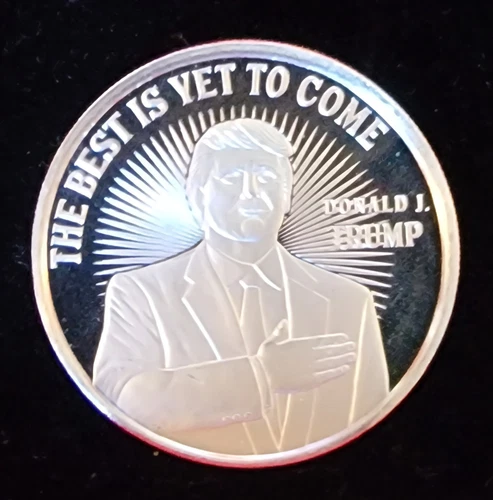 THE BEST IS YET TO COME
DONALD J.
TRUMP